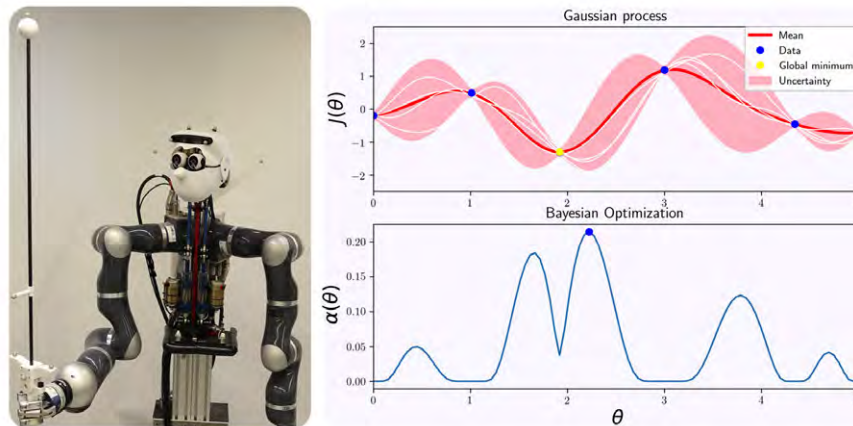 Gaussian process
Mean
Data
Global minimum
Uncertainty
J(θ)
2
1
0
−1
−2
0 1 2 3 4
Bayesian Optimization
α(θ)
0.20
0.15
0.10
0.05
0.00
0 1 2 3 4
θ